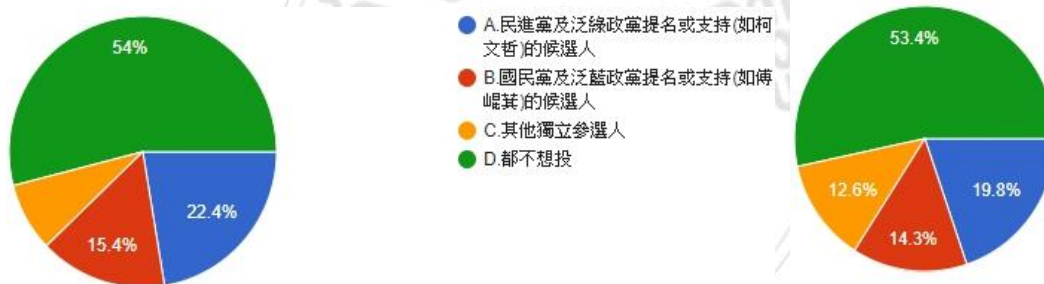 54%
22.4%
15.4%
A.民進黨及泛綠政黨提名或支持(如柯
文哲)的候選人
B.國民黨及泛藍政黨提名或支持(如傅
崐萁)的候選人
C.其他獨立參選人
D.都不想投
53.4%
12.6%
19.8%
14.3%